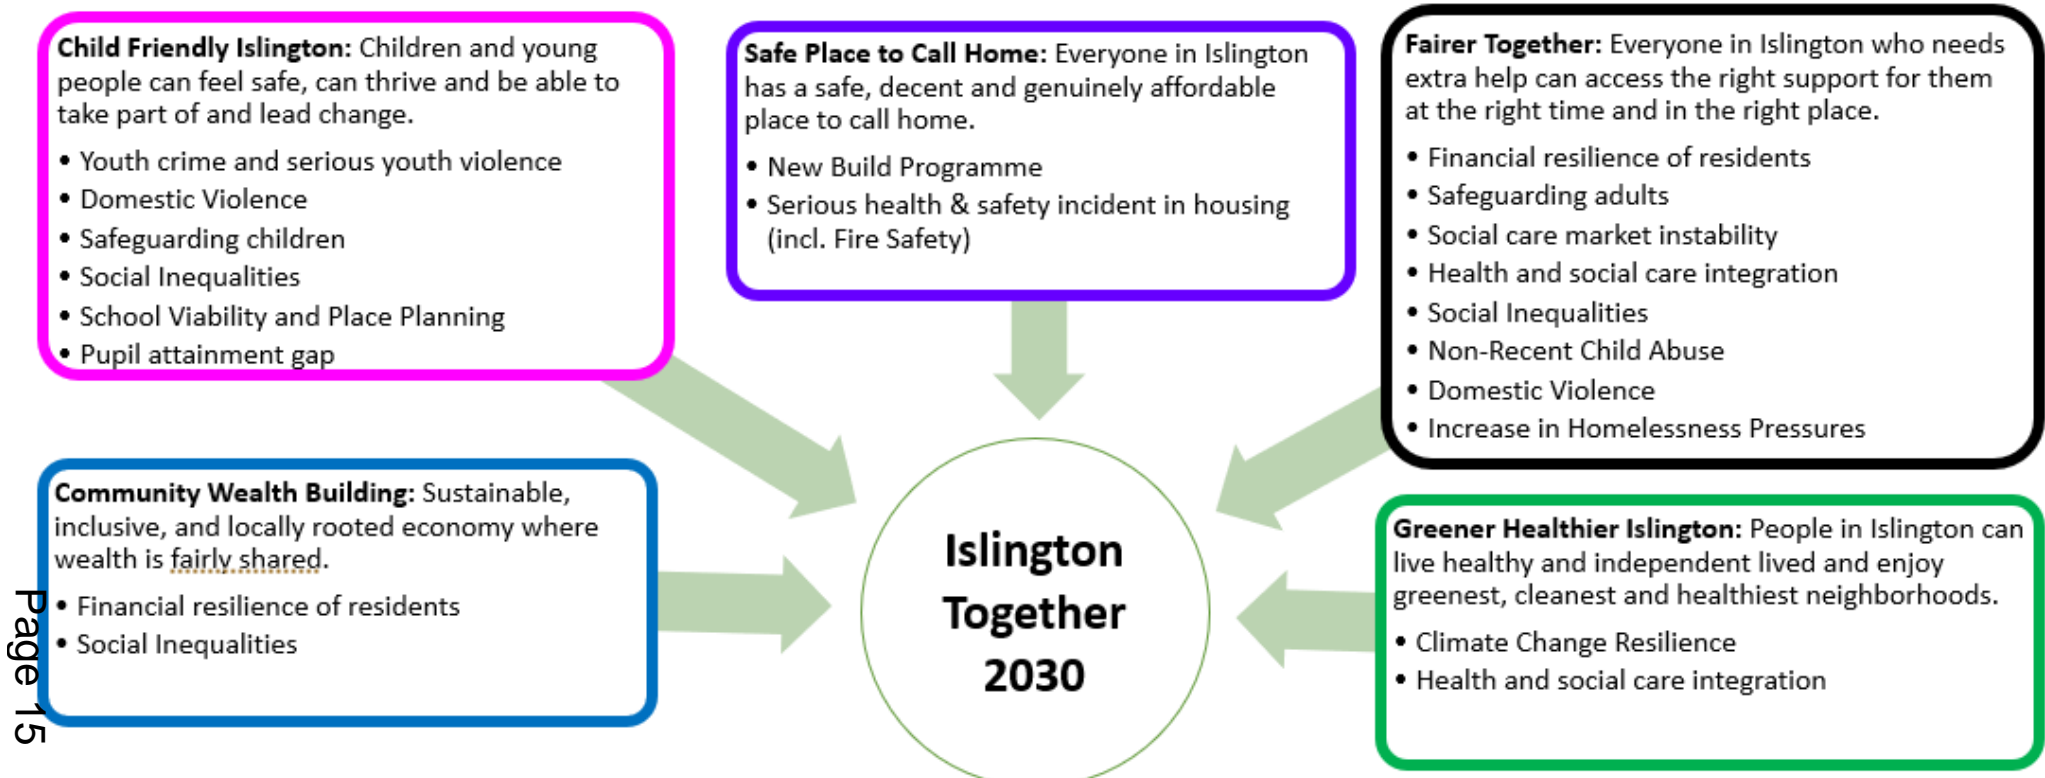 Child Friendly Islington: Children and young
people can feel safe, can thrive and be able to
take part of and lead change.
• Youth crime and serious youth violence
• Domestic Violence
• Safeguarding children
• Social Inequalities
• School Viability and Place Planning
• Pupil attainment gap
Safe Place to Call Home: Everyone in Islington
has a safe, decent and genuinely affordable
place to call home.
• New Build Programme
• Serious health & safety incident in housing
(incl. Fire Safety)
Fairer Together: Everyone in Islington who needs
extra help can access the right support for them
at the right time and in the right place.
• Financial resilience of residents
• Safeguarding adults
• Social care market instability
• Health and social care integration
• Social Inequalities
• Non-Recent Child Abuse
• Domestic Violence
• Increase in Homelessness Pressures
Community Wealth Building: Sustainable,
inclusive, and locally rooted economy where
wealth is fairly shared.
• Financial resilience of residents
• Social Inequalities
Islington
Together
2030
Greener Healthier Islington: People in Islington can
live healthy and independent lived and enjoy
greenest, cleanest and healthiest neighborhoods.
• Climate Change Resilience
• Health and social care integration
Page 15